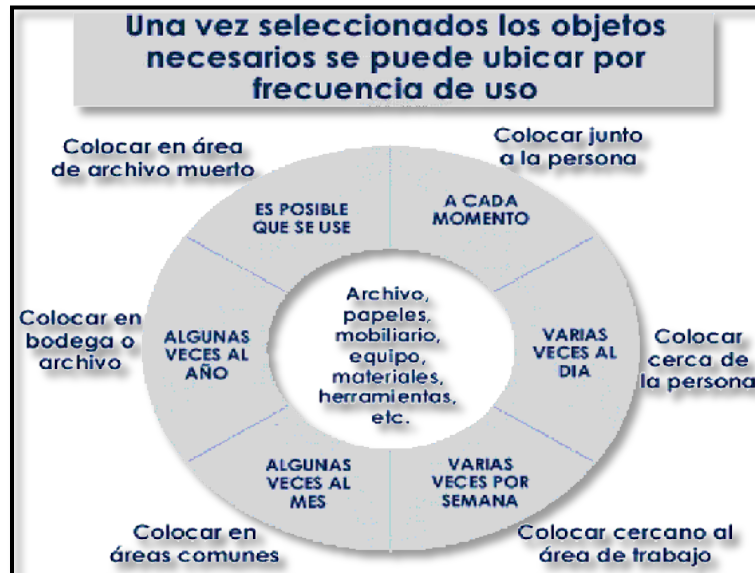 Una vez seleccionados los objetos
necesarios se puede ubicar por
frecuencia de uso
Colocar en área
de archivo muerto
Colocar junto
a la persona
ES POSIBLE
QUE SE USE
A CADA
MOMENTO
Colocar en
bodega o
archivo
ALGUNAS
VECES AL
AÑO
Archivo,
papeles,
mobiliario,
equipo,
materiales,
herramientas,
etc.
VARIAS
VECES AL
DIA
Colocar
cerca de
la persona
ALGUNAS
VECES AL
MES
VARIAS
VECES POR
SEMANA
Colocar en
áreas comunes
Colocar cercano al
área de trabajo